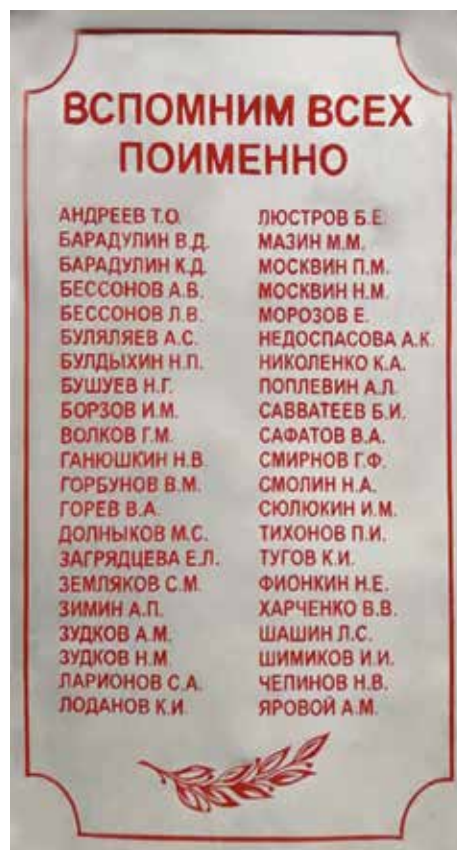 ВСПОМНИМ ВСЕХ
ПОИМЕННО
АНДРЕЕВ Т.О.
БАРАДУЛИН В.Д.
БАРАДУЛИН К.Д.
БЕССОНОВ А.В.
БЕССОНОВ Л.В.
БУЛЯЛЯЕВ А.С.
БУЛДЫХИН Н.П.
БУШУЕВ Н.Г.
БОРЗОВ И.М.
ВОЛКОВ Г.М.
ГАНЮШКИН Н.В.
ГОРБУНОВ В.М.
ГОРЕВ В.А.
ДОЛНЫКОВ М.С.
ЗАГРЯДЦЕВА Е.Л.
ЗЕМЛЯКОВ С.М.
ЗИМИН А.П.
ЗУДКОВ А.М.
ЗУДКОВ Н.М.
ЛАРИОНОВ С.А.
ЛОДАНОВ К.И.
ЛЮСТРОВ Б.Е.
МАЗИН М.М.
МОСКВИН П.М.
МОСКВИН Н.М.
МОРОЗОВ Е.
НЕДОСПАСОВА А.К.
НИКОЛЕНКО К.А.
ПОПЛЕВИН А.Л.
САВВАТЕЕВ Б.И.
САФАТОВ В.А.
СМИРНОВ Г.Ф.
СМОЛИН Н.А.
СЮЛЮКИН И.М.
ТИХОНОВ П.И.
ТУГОВ К.И.
ФИОНКИН Н.Е.
ХАРЧЕНКО В.В.
ШАШИН Л.С.
ШИМИКОВ И.И.
ЧЕПИНОВ Н.В.
ЯРОВОЙ А.М.